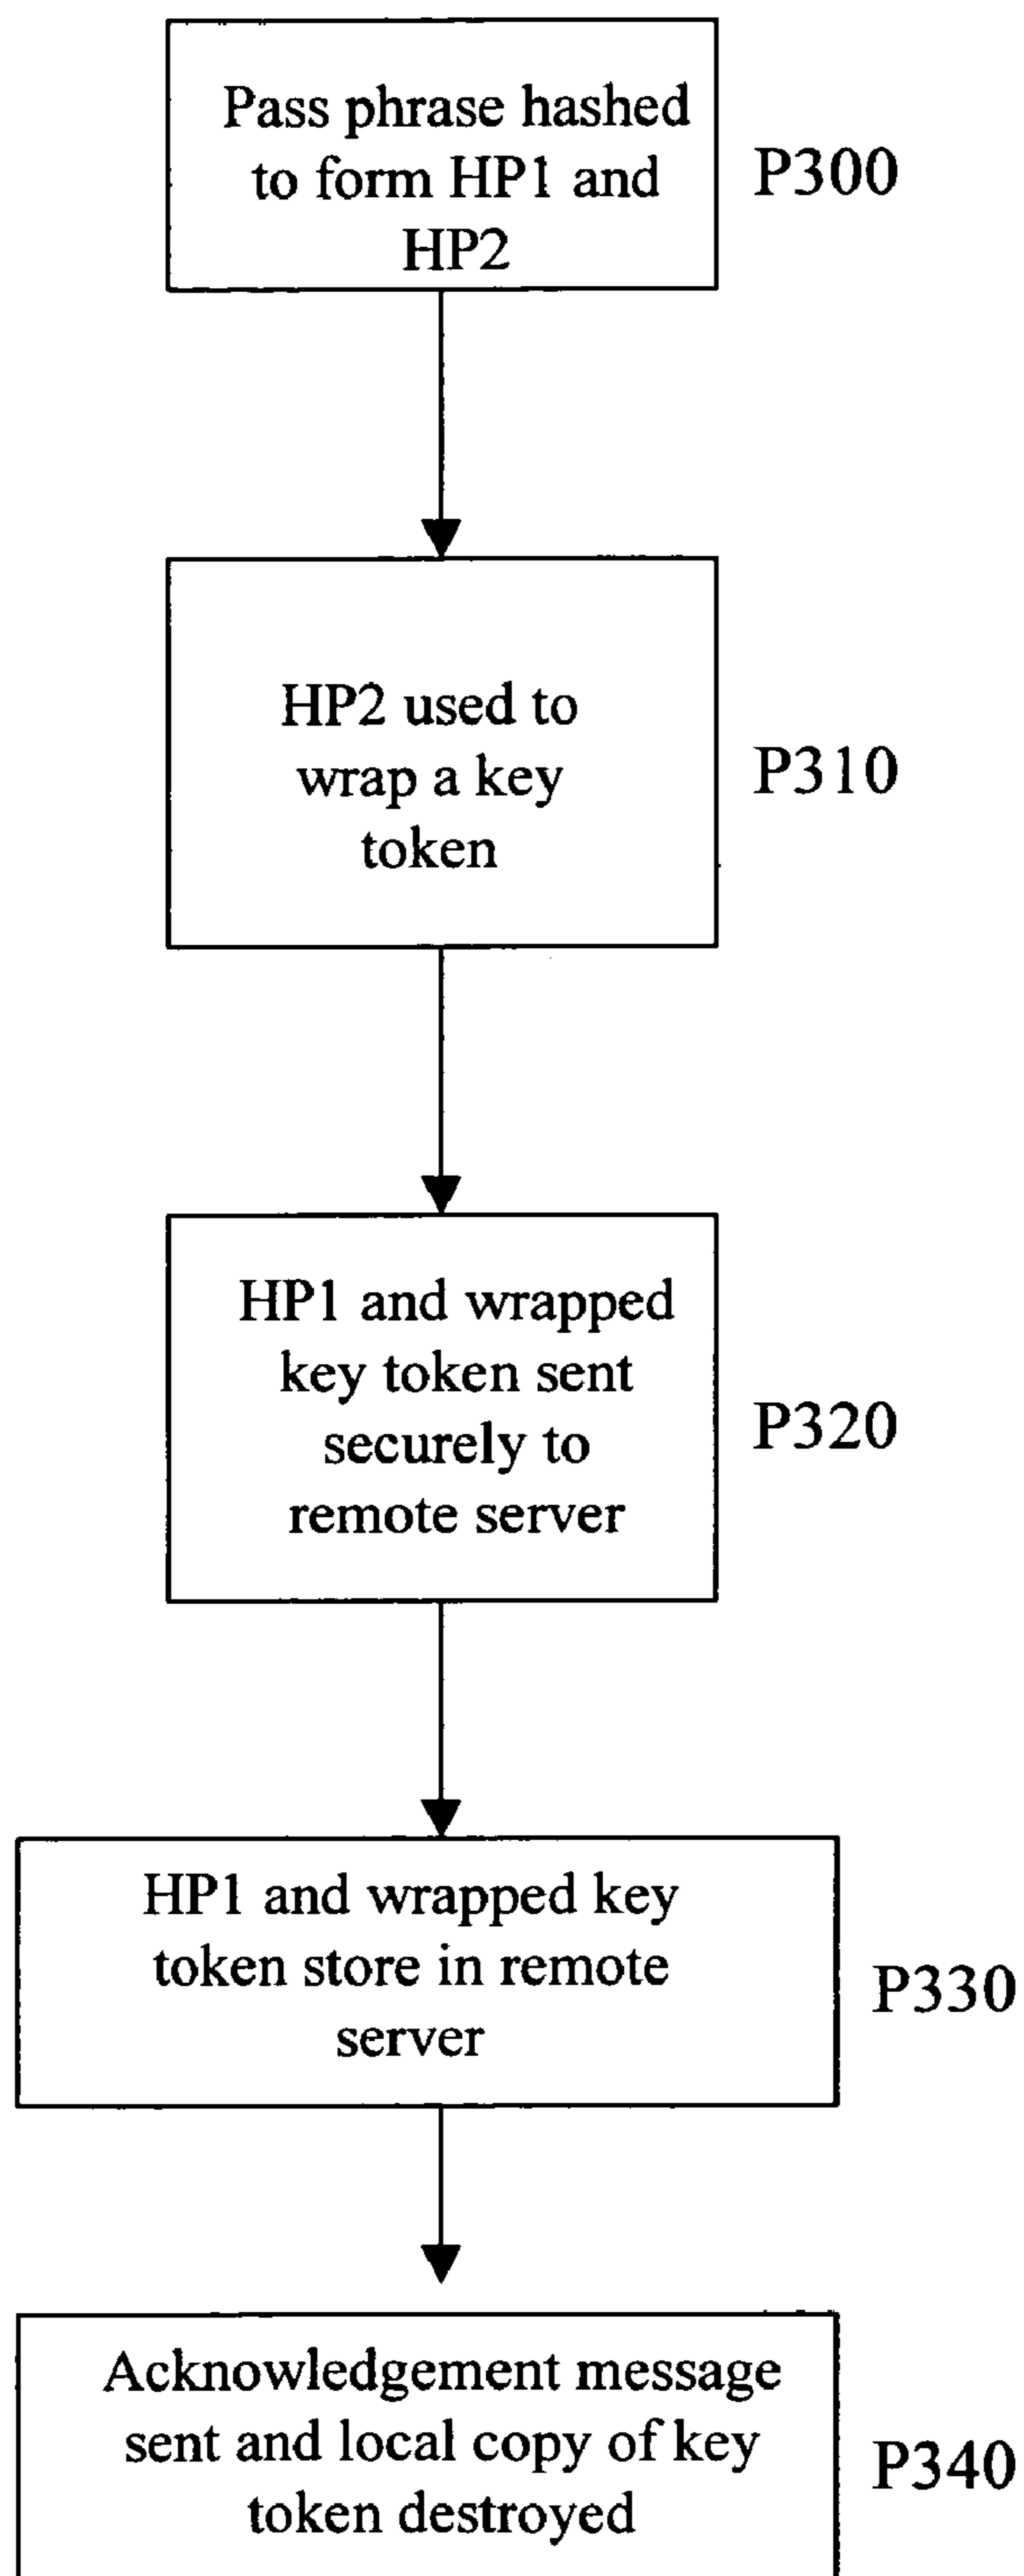 Pass phrase hashed
to form HP1 and
HP2
P300
HP2 used to
wrap a key
token
P310
HP1 and wrapped
key token sent
securely to
remote server
P320
HP1 and wrapped key
token store in remote
server
P330
Acknowledgement message
sent and local copy of key
token destroyed
P340